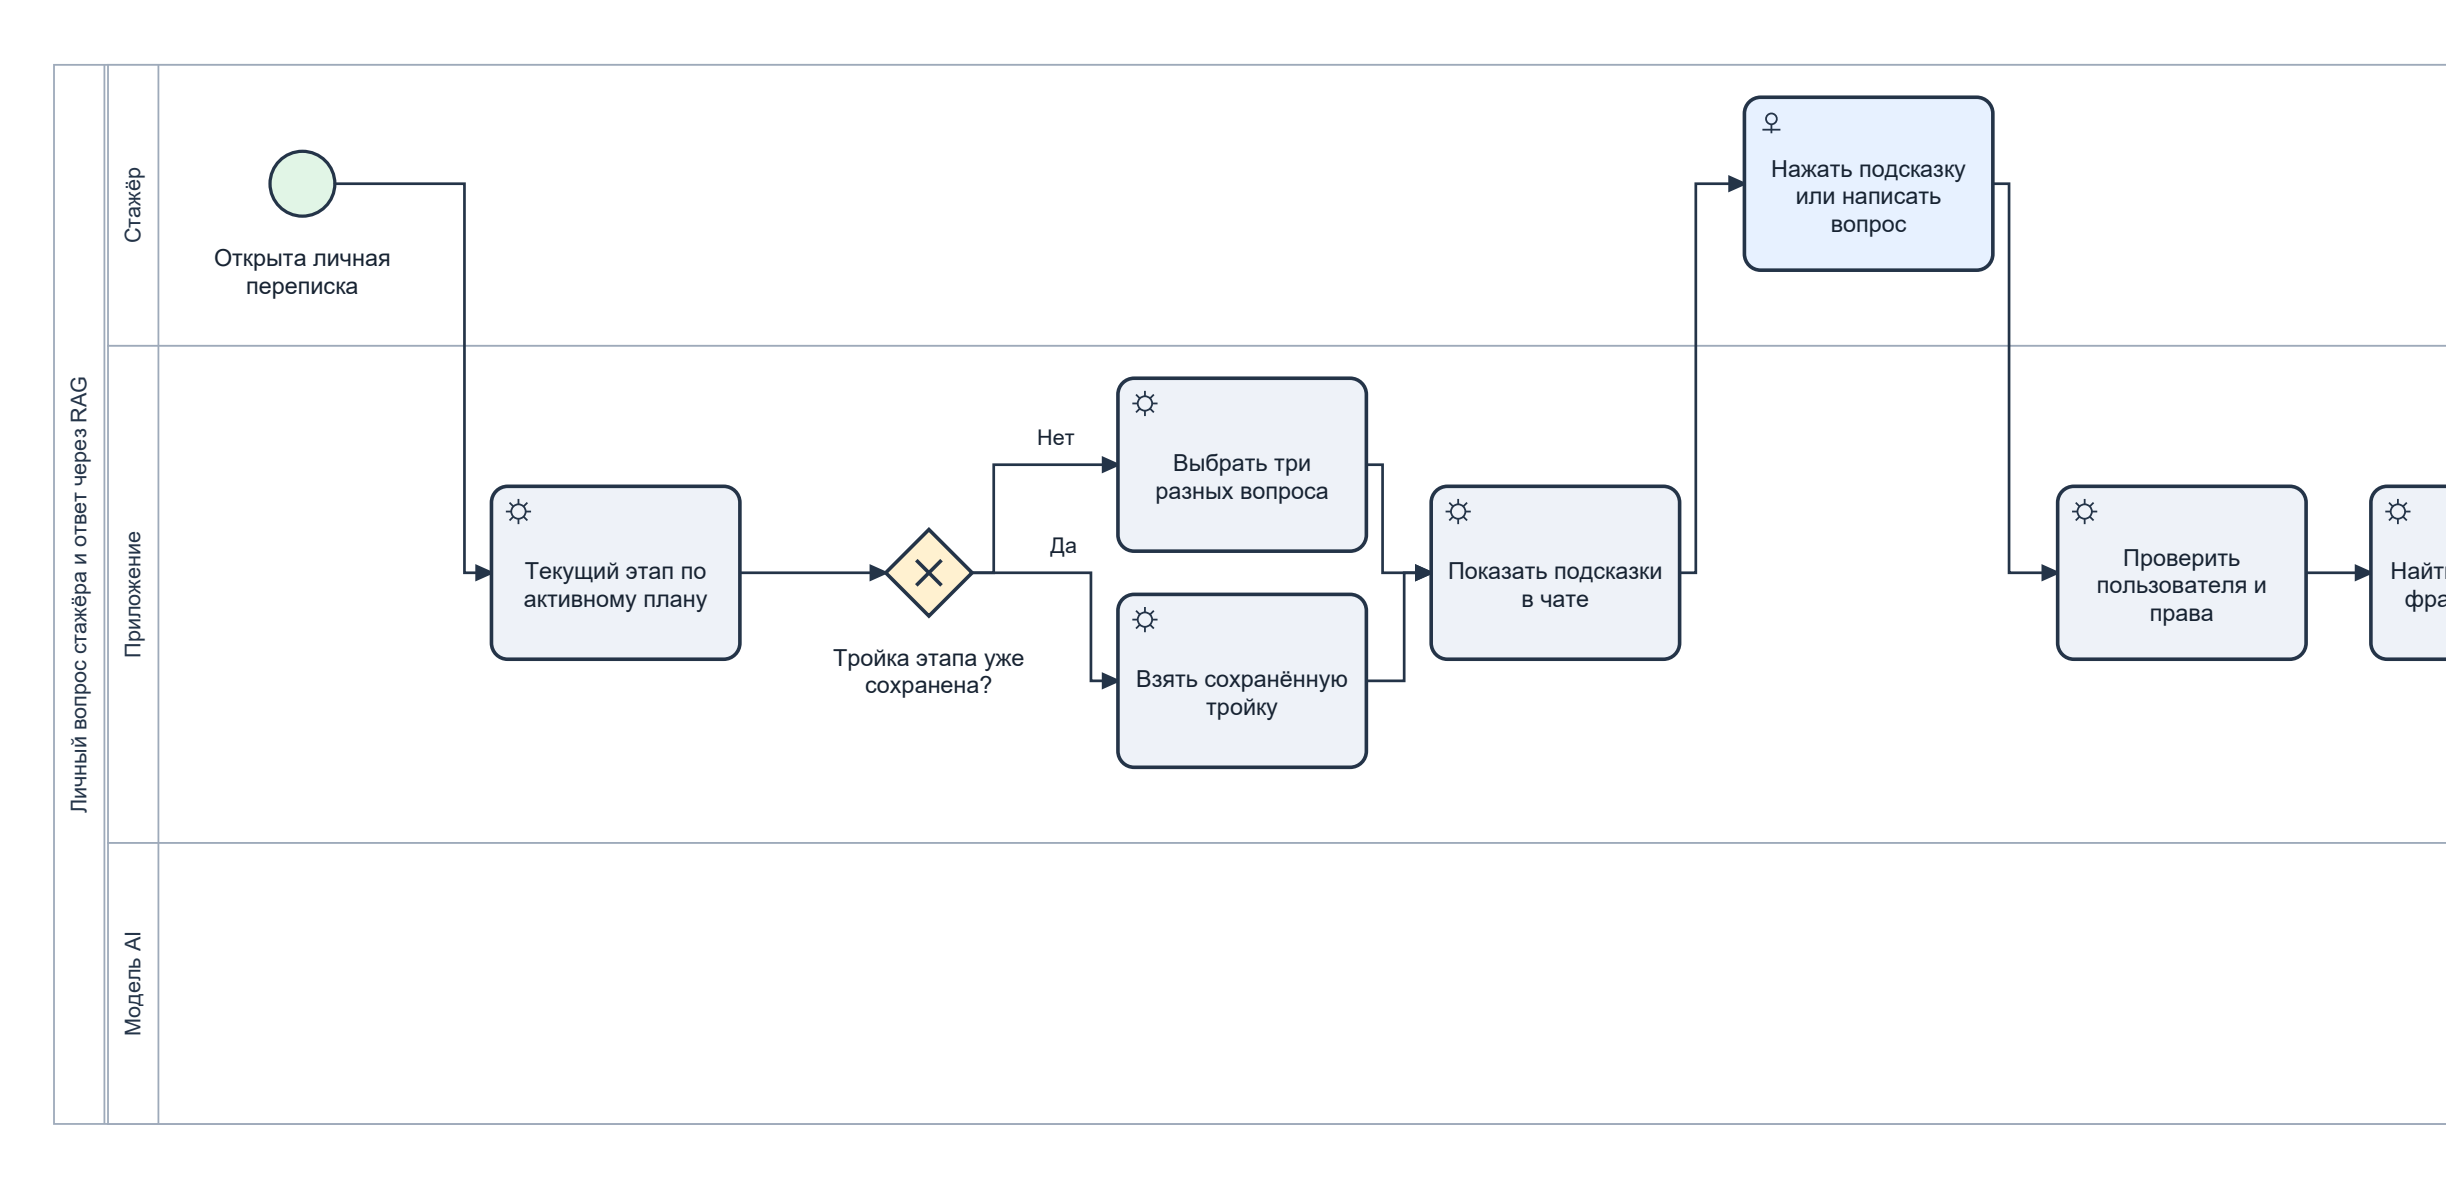 Личный вопрос стажёра и ответ через RAG
Стажёр
Открыта личная
переписка
Нажать подсказку
или написать
вопрос
Приложение
Текущий этап по
активному плану
Тройка этапа уже
сохранена?
Нет
Да
Выбрать три
разных вопроса
Взять сохранённую
тройку
Показать подсказки
в чате
Проверить
пользователя и
права
Модель AI